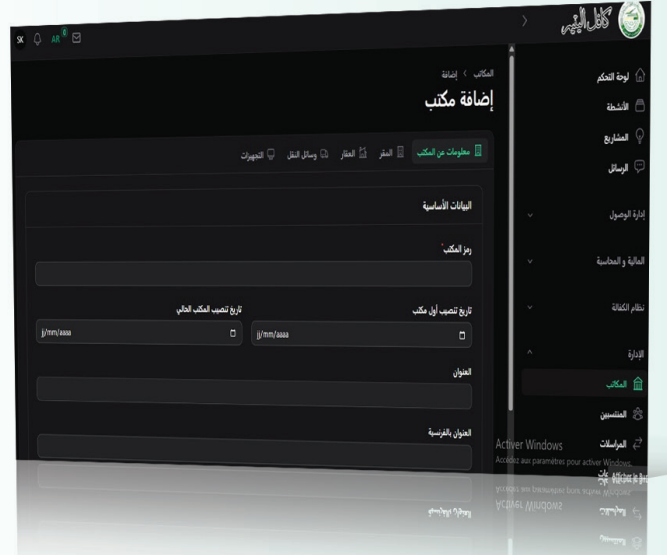 كافل اليتيم
SK
AR 0
لوحة التحكم
الأنشطة
المشاريع
الرسائل
إدارة الوصول
المالية و المحاسبة
نظام الكفالة
الإدارة
المكاتب
المنتسبين
المراسلات
المكاتب > إضافة
إضافة مكتب
معلومات عن المكتب
المقر
العقار
وسائل النقل
التجهيزات
البيانات الأساسية
رمز المكتب*
تاريخ تنصيب أول مكتب
jj/mm/aaaa
تاريخ تنصيب المكتب الحالي
jj/mm/aaaa
العنوان
العنوان بالفرنسية
Activer Windows
Accédez aux paramètres pour activer Windows.